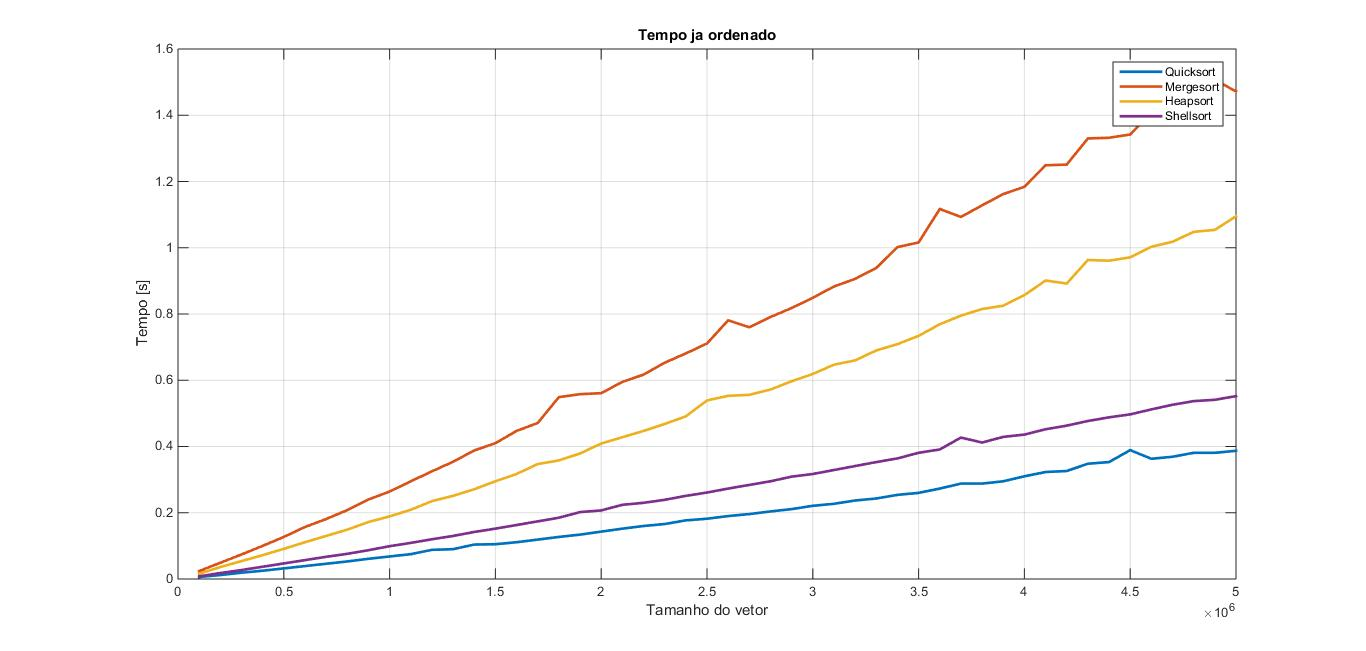 Tempo ja ordenado
1.6
1.4
1.2
1
0.8
0.6
0.4
0.2
0
Tempo [s]
Quicksort
Mergesort
Heapsort
Shellsort
0 0.5 1 1.5 2 2.5 3 3.5 4 4.5 5
×10⁶
Tamanho do vetor